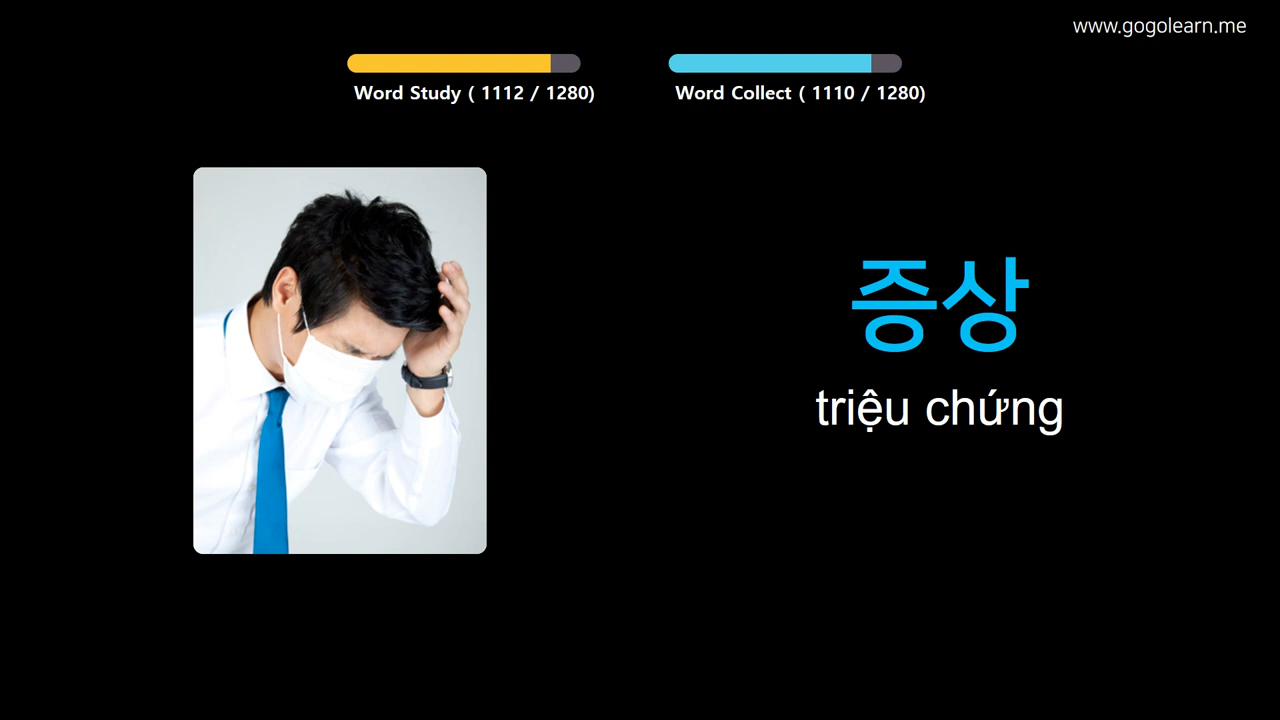 www.gogolearn.me
Word Study ( 1112 / 1280)
Word Collect ( 1110 / 1280)
증상
triệu chứng